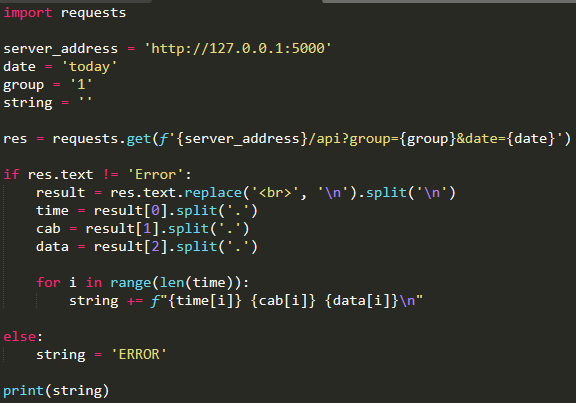 import requests

server_address = 'http://127.0.0.1:5000'
date = 'today'
group = '1'
string = ''

res = requests.get(f'{server_address}/api?group={group}&date={date}')

if res.text != 'Error':
    result = res.text.replace('<br>', '\n').split('\n')
    time = result[0].split('.')
    cab = result[1].split('.')
    data = result[2].split('.')

    for i in range(len(time)):
        string += f"{time[i]} {cab[i]} {data[i]}\n"

else:
    string = 'ERROR'

print(string)